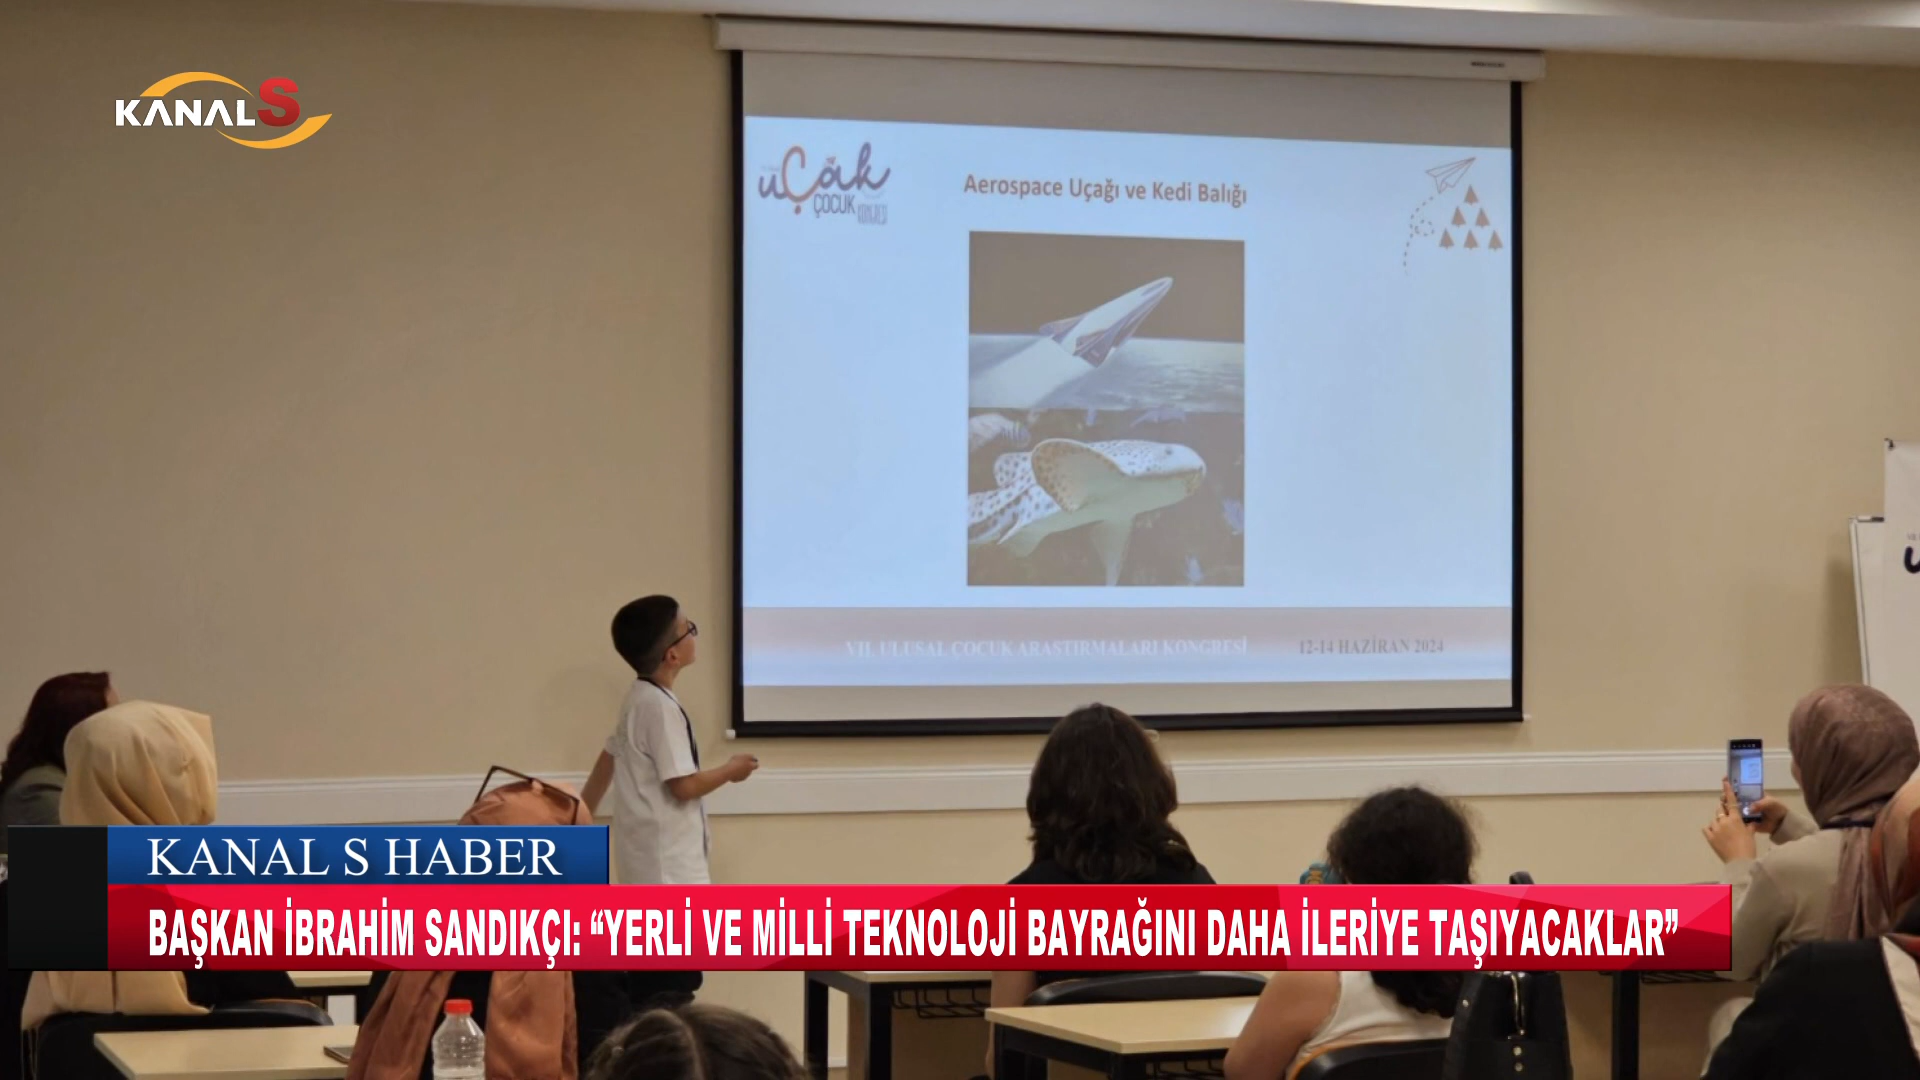 KANAL S
uçak
ÇOCUK
KONGRESİ
Aerospace Uçağı ve Kedi Balığı
VII. ULUSAL ÇOCUK ARAŞTIRMALARI KONGRESİ 12-14 HAZİRAN 2024
KANAL S HABER
BAŞKAN İBRAHİM SANDIKÇI: “YERLİ VE MİLLİ TEKNOLOJİ BAYRAĞINI DAHA İLERİYE TAŞIYACAKLAR”